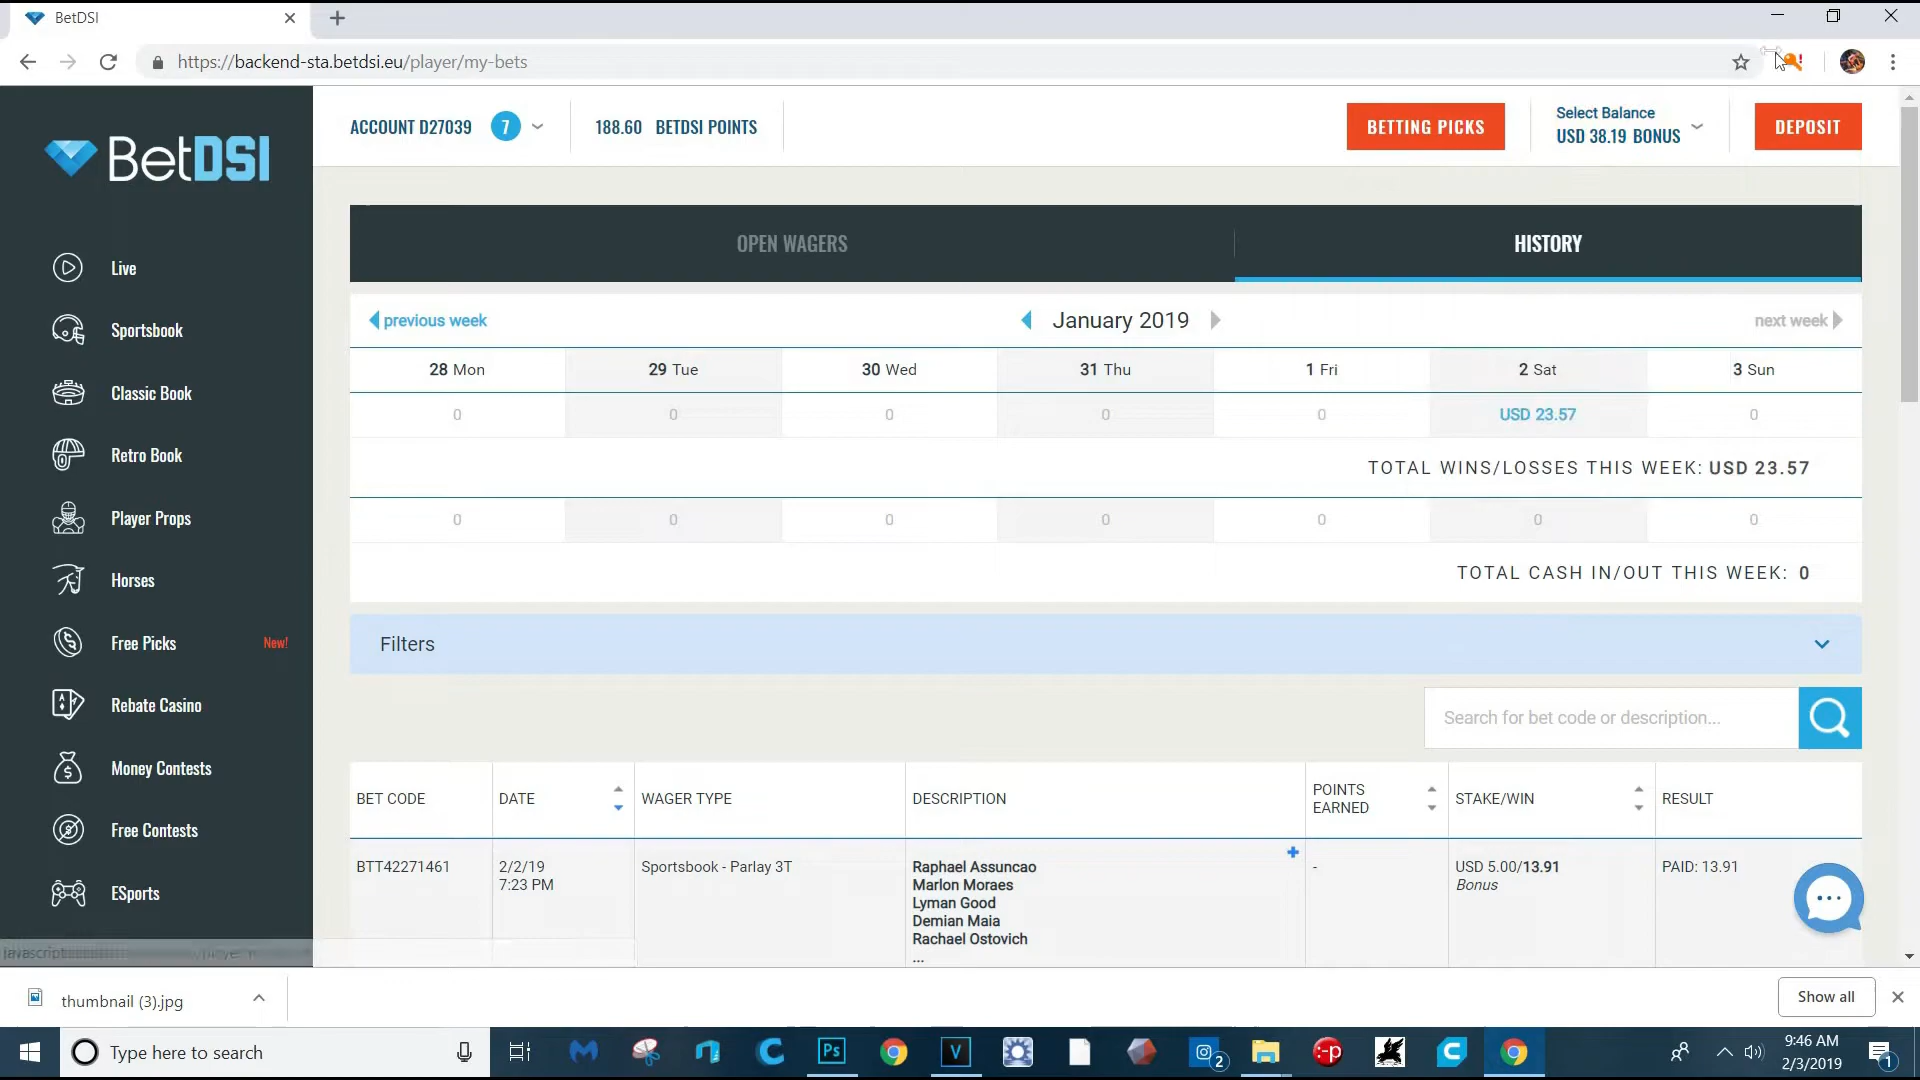 BetDSI
https://backend-sta.betdsi.eu/player/my-bets
BetDSI
ACCOUNT D27039 7
188.60 BETDSI POINTS
BETTING PICKS
Select Balance
USD 38.19 BONUS
DEPOSIT
Live
Sportsbook
Classic Book
Retro Book
Player Props
Horses
Free Picks New!
Rebate Casino
Money Contests
Free Contests
ESports
OPEN WAGERS
HISTORY
previous week
January 2019
next week
28 Mon 29 Tue 30 Wed 31 Thu 1 Fri 2 Sat 3 Sun
0 0 0 0 0 USD 23.57 0
TOTAL WINS/LOSSES THIS WEEK: USD 23.57
0 0 0 0 0 0 0
TOTAL CASH IN/OUT THIS WEEK: 0
Filters
Search for bet code or description...
BET CODE DATE WAGER TYPE DESCRIPTION POINTS EARNED STAKE/WIN RESULT
BTT42271461
2/2/19
7:23 PM
Sportsbook - Parlay 3T
Raphael Assuncao
Marlon Moraes
Lyman Good
Demian Maia
Rachael Ostovich
...
-
USD 5.00/13.91
Bonus
PAID: 13.91
thumbnail (3).jpg
Show all
Type here to search
Ps
V
2
:-p
9:46 AM
2/3/2019
1